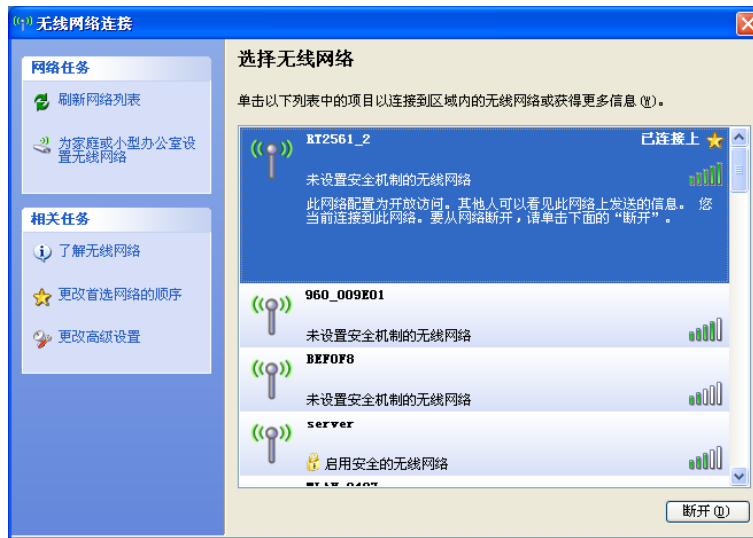 无线网络连接
网络任务
刷新网络列表
为家庭或小型办公室设
置无线网络
相关任务
了解无线网络
更改首选网络的顺序
更改高级设置
选择无线网络
单击以下列表中的项目以连接到区域内的无线网络或获得更多信息(W)。
RT2561_2 已连接上
未设置安全机制的无线网络
此网络配置为开放访问。其他人可以看见此网络上发送的信息。 您
当前连接到此网络。要从网络断开，请单击下面的“断开”。
960_009E01
未设置安全机制的无线网络
BEF0F8
未设置安全机制的无线网络
server
启用安全的无线网络
断开(D)